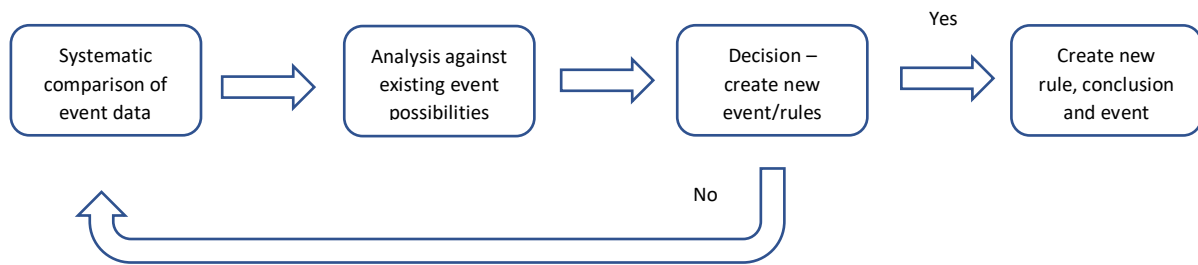 Systematic
comparison of
event data
Analysis against
existing event
possibilities
Decision –
create new
event/rules
Yes
Create new
rule, conclusion
and event
No